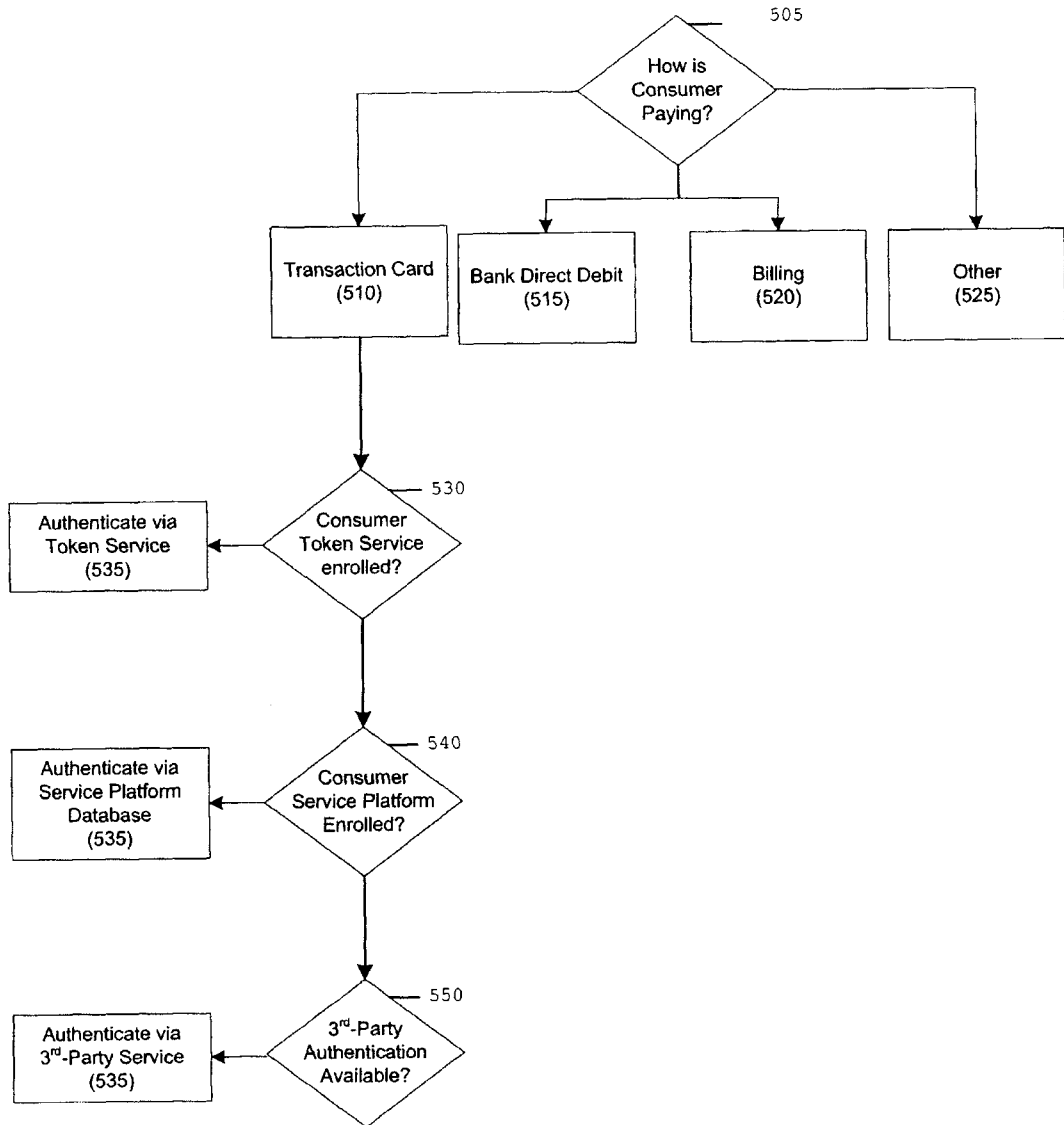 505
How is
Consumer
Paying?
Transaction Card
(510)
Bank Direct Debit
(515)
Billing
(520)
Other
(525)
530
Consumer
Token Service
enrolled?
Authenticate via
Token Service
(535)
540
Consumer
Service Platform
Enrolled?
Authenticate via
Service Platform
Database
(535)
550
3rd-Party
Authentication
Available?
Authenticate via
3rd-Party Service
(535)